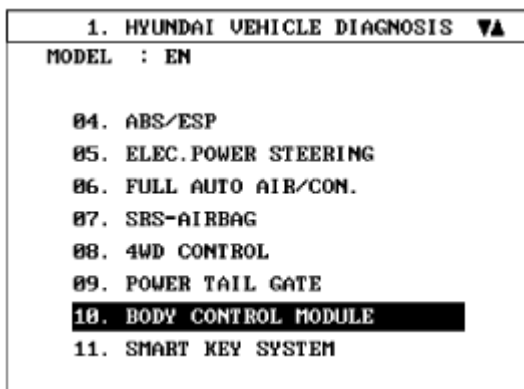 1. HYUNDAI VEHICLE DIAGNOSIS ▼▲
MODEL : EN
04. ABS/ESP
05. ELEC.POWER STEERING
06. FULL AUTO AIR/CON.
07. SRS-AIRBAG
08. 4WD CONTROL
09. POWER TAIL GATE
10. BODY CONTROL MODULE
11. SMART KEY SYSTEM